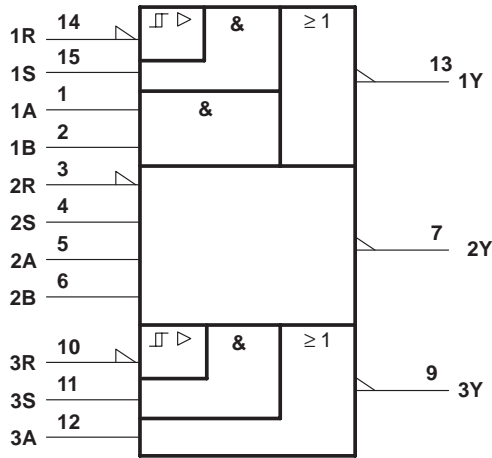 1R 14 & ≥ 1
1S 15 13 1Y
1A 1 &
1B 2
2R 3
2S 4 7 2Y
2A 5
2B 6
3R 10 & ≥ 1
3S 11 9 3Y
3A 12